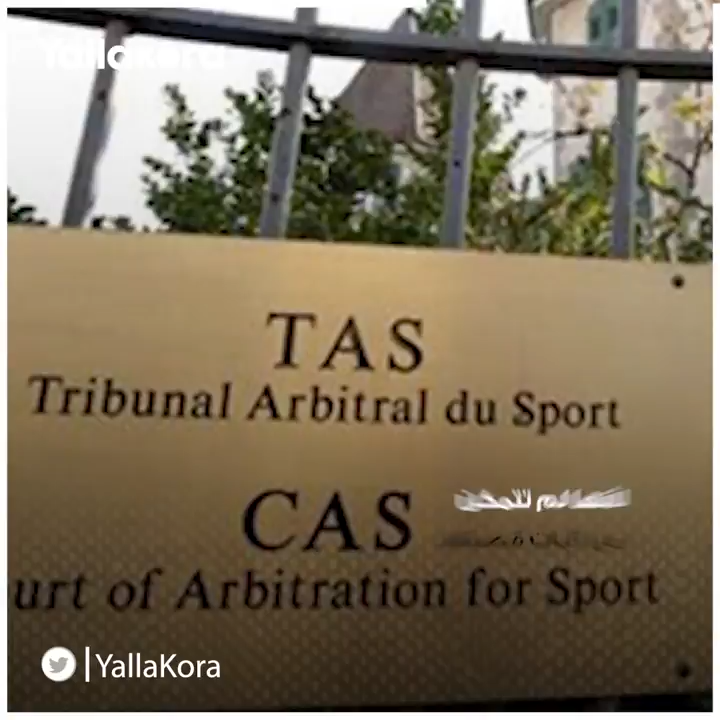 YallaKora
TAS
Tribunal Arbitral du Sport
CAS
urt of Arbitration for Sport
|YallaKora